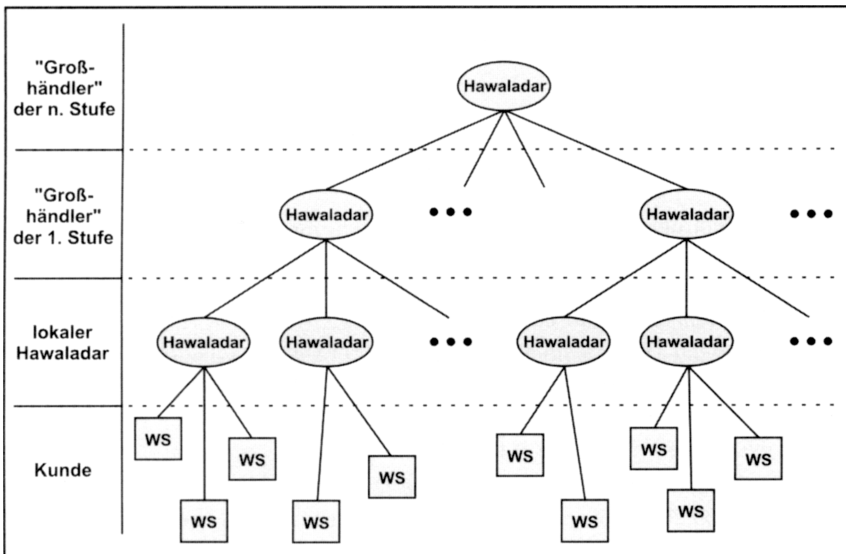 "Groß-
händler"
der n. Stufe
Hawaladar
"Groß-
händler"
der 1. Stufe
Hawaladar
Hawaladar
lokaler
Hawaladar
Hawaladar
Hawaladar
Hawaladar
Hawaladar
Kunde
WS
WS
WS
WS
WS
WS
WS
WS
WS
WS